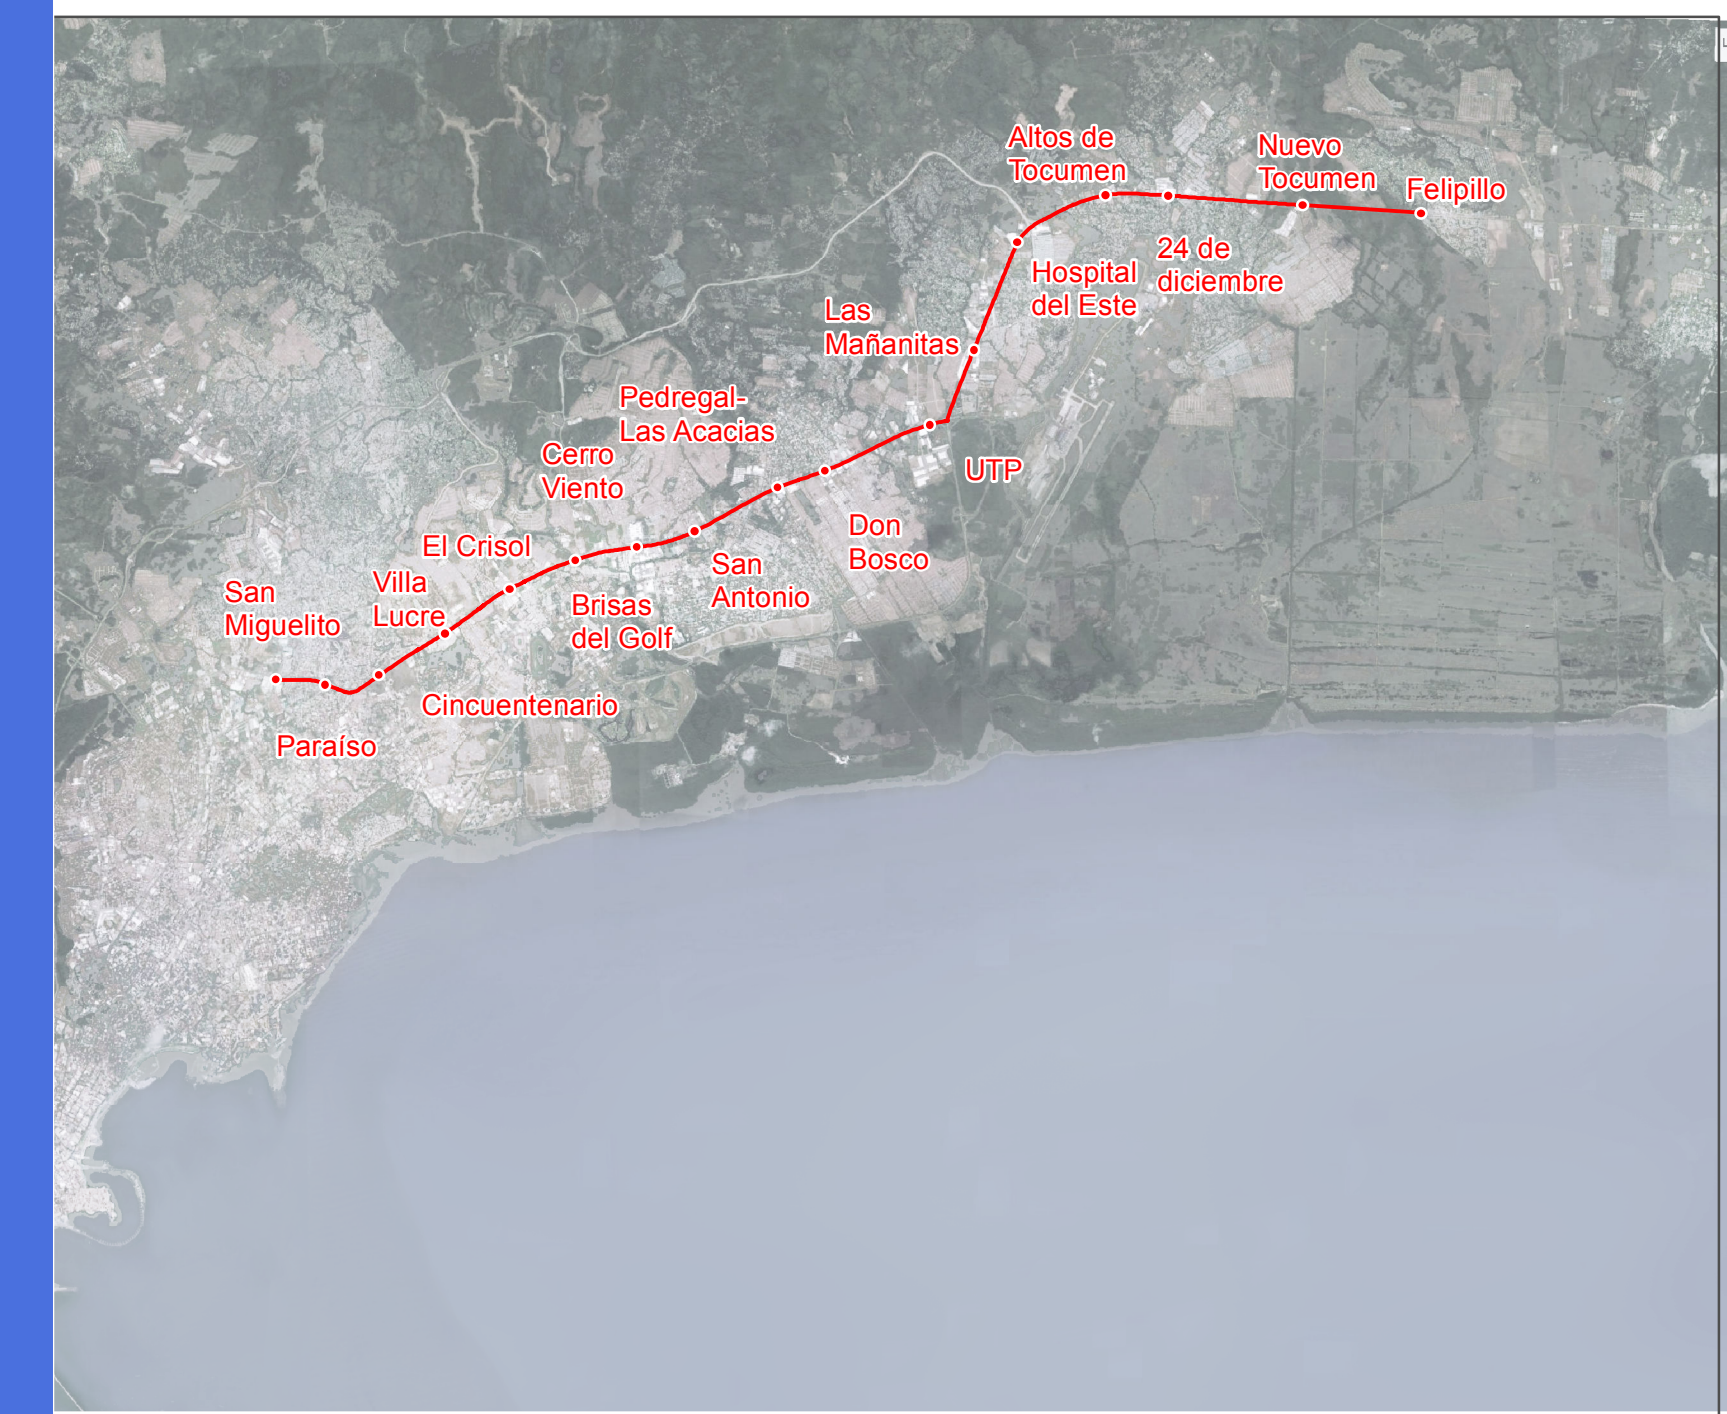 Altos de
Tocumen
Nuevo
Tocumen
Felipillo
24 de
diciembre
Hospital
del Este
Las
Mañanitas
Pedregal-
Las Acacias
Cerro
Viento
UTP
Don
Bosco
El Crisol
San
Antonio
Villa
Lucre
San
Miguelito
Brisas
del Golf
Cincuentenario
Paraíso